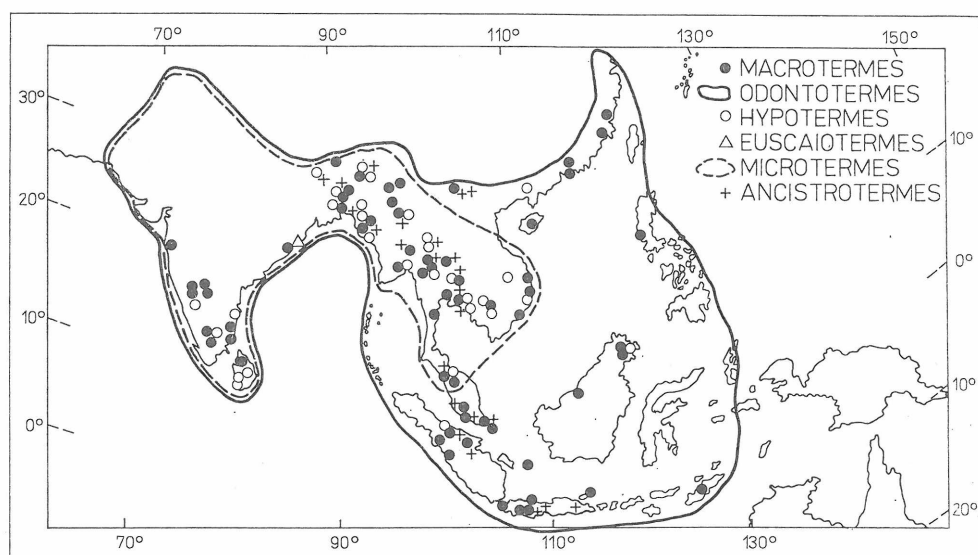 70° 90° 110° 130° 150°
MACROTERMES
ODONTOTERMES
HYPOTERMES
EUSCAIOTERMES
MICROTERMES
ANCISTROTERMES
30° 10°
20°
0°
10°
10°
0°
20°
70° 90° 110° 130°